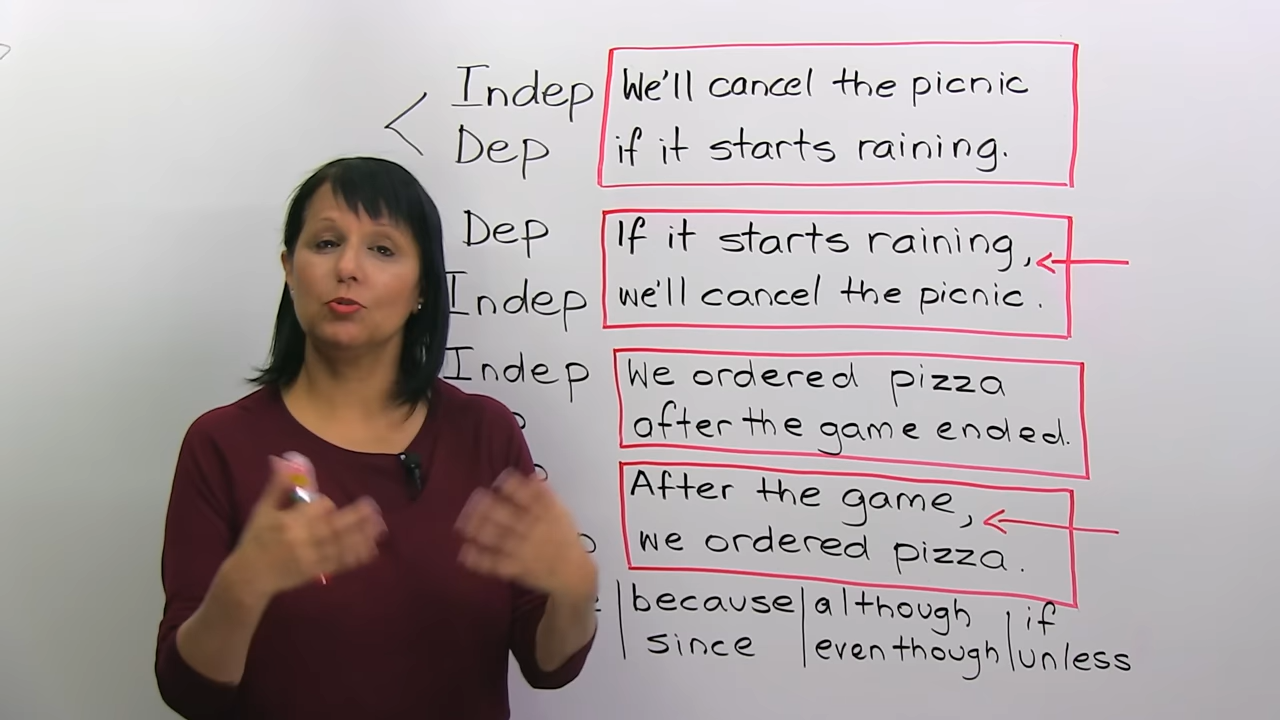 Indep We'll cancel the picnic
Dep if it starts raining.
Dep If it starts raining,
Indep we'll cancel the picnic.
Indep We ordered pizza
after the game ended.
After the game,
we ordered pizza.
because although if
since even though unless